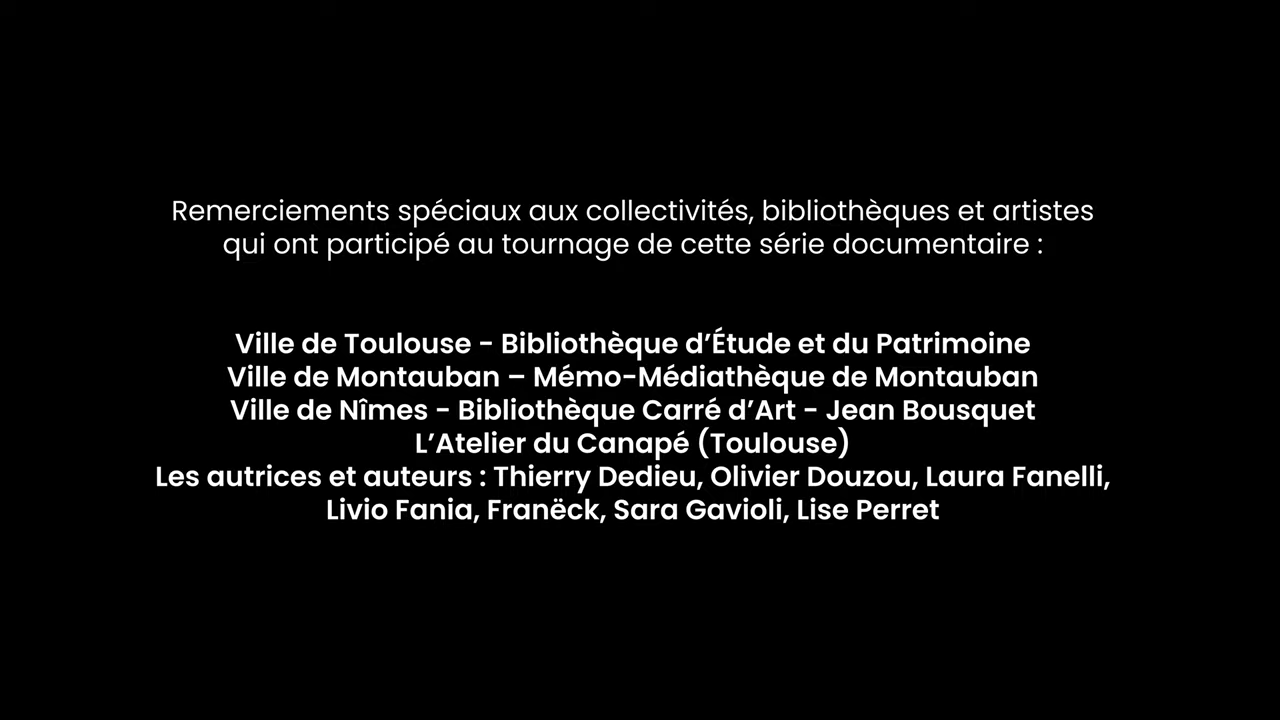 Remerciements spéciaux aux collectivités, bibliothèques et artistes
qui ont participé au tournage de cette série documentaire :
Ville de Toulouse - Bibliothèque d’Étude et du Patrimoine
Ville de Montauban – Mémo-Médiathèque de Montauban
Ville de Nîmes - Bibliothèque Carré d’Art - Jean Bousquet
L’Atelier du Canapé (Toulouse)
Les autrices et auteurs : Thierry Dedieu, Olivier Douzou, Laura Fanelli,
Livio Fania, Franëck, Sara Gavioli, Lise Perret